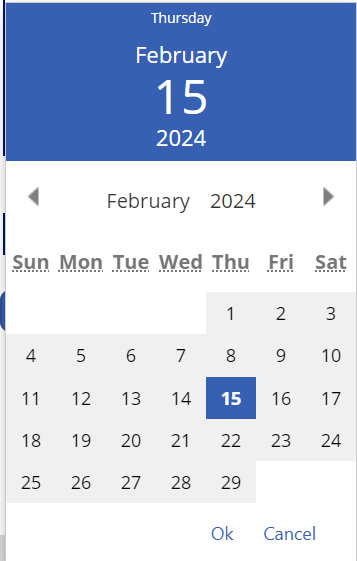 Thursday
February
15
2024
February 2024
Sun Mon Tue Wed Thu Fri Sat
1 2 3
4 5 6 7 8 9 10
11 12 13 14 15 16 17
18 19 20 21 22 23 24
25 26 27 28 29
Ok Cancel